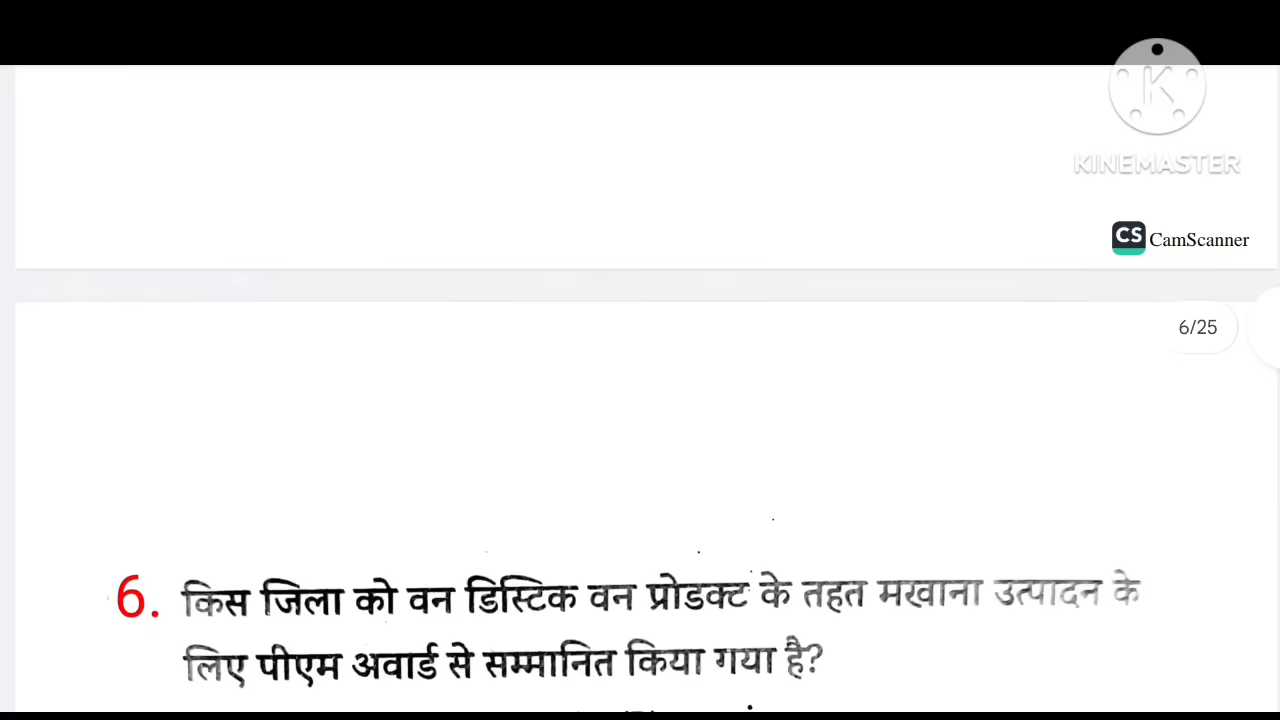 KINEMASTER
CS CamScanner
6/25
6. किस जिला को वन डिस्टिक वन प्रोडक्ट के तहत मखाना उत्पादन के
लिए पीएम अवार्ड से सम्मानित किया गया है?